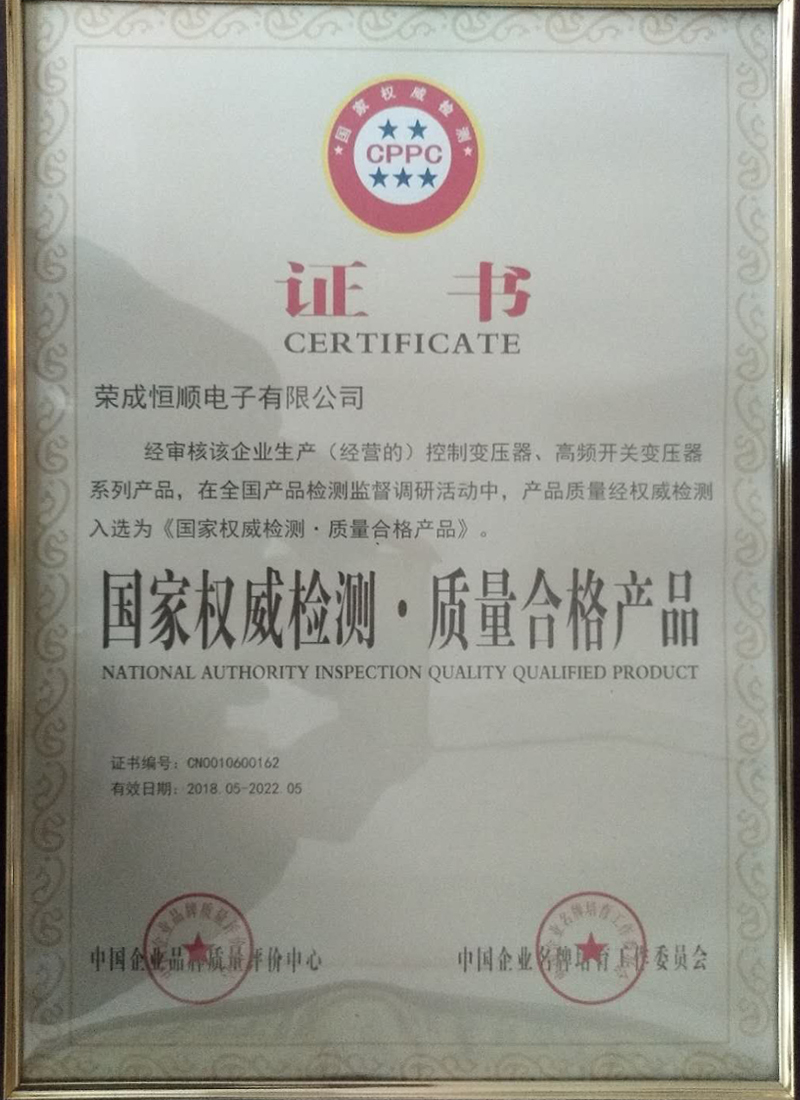 国家权威检测
CPPC
证书
CERTIFICATE
荣成恒顺电子有限公司
经审核该企业生产（经营的）控制变压器、高频开关变压器
系列产品，在全国产品检测监督调研活动中，产品质量经权威检测
入选为《国家权威检测·质量合格产品》。
国家权威检测·质量合格产品
NATIONAL AUTHORITY INSPECTION QUALITY QUALIFIED PRODUCT
证书编号：CN0010600162
有效日期：2018.05-2022.05
中国企业品牌质量评价中心
中国企业名牌培育工作委员会